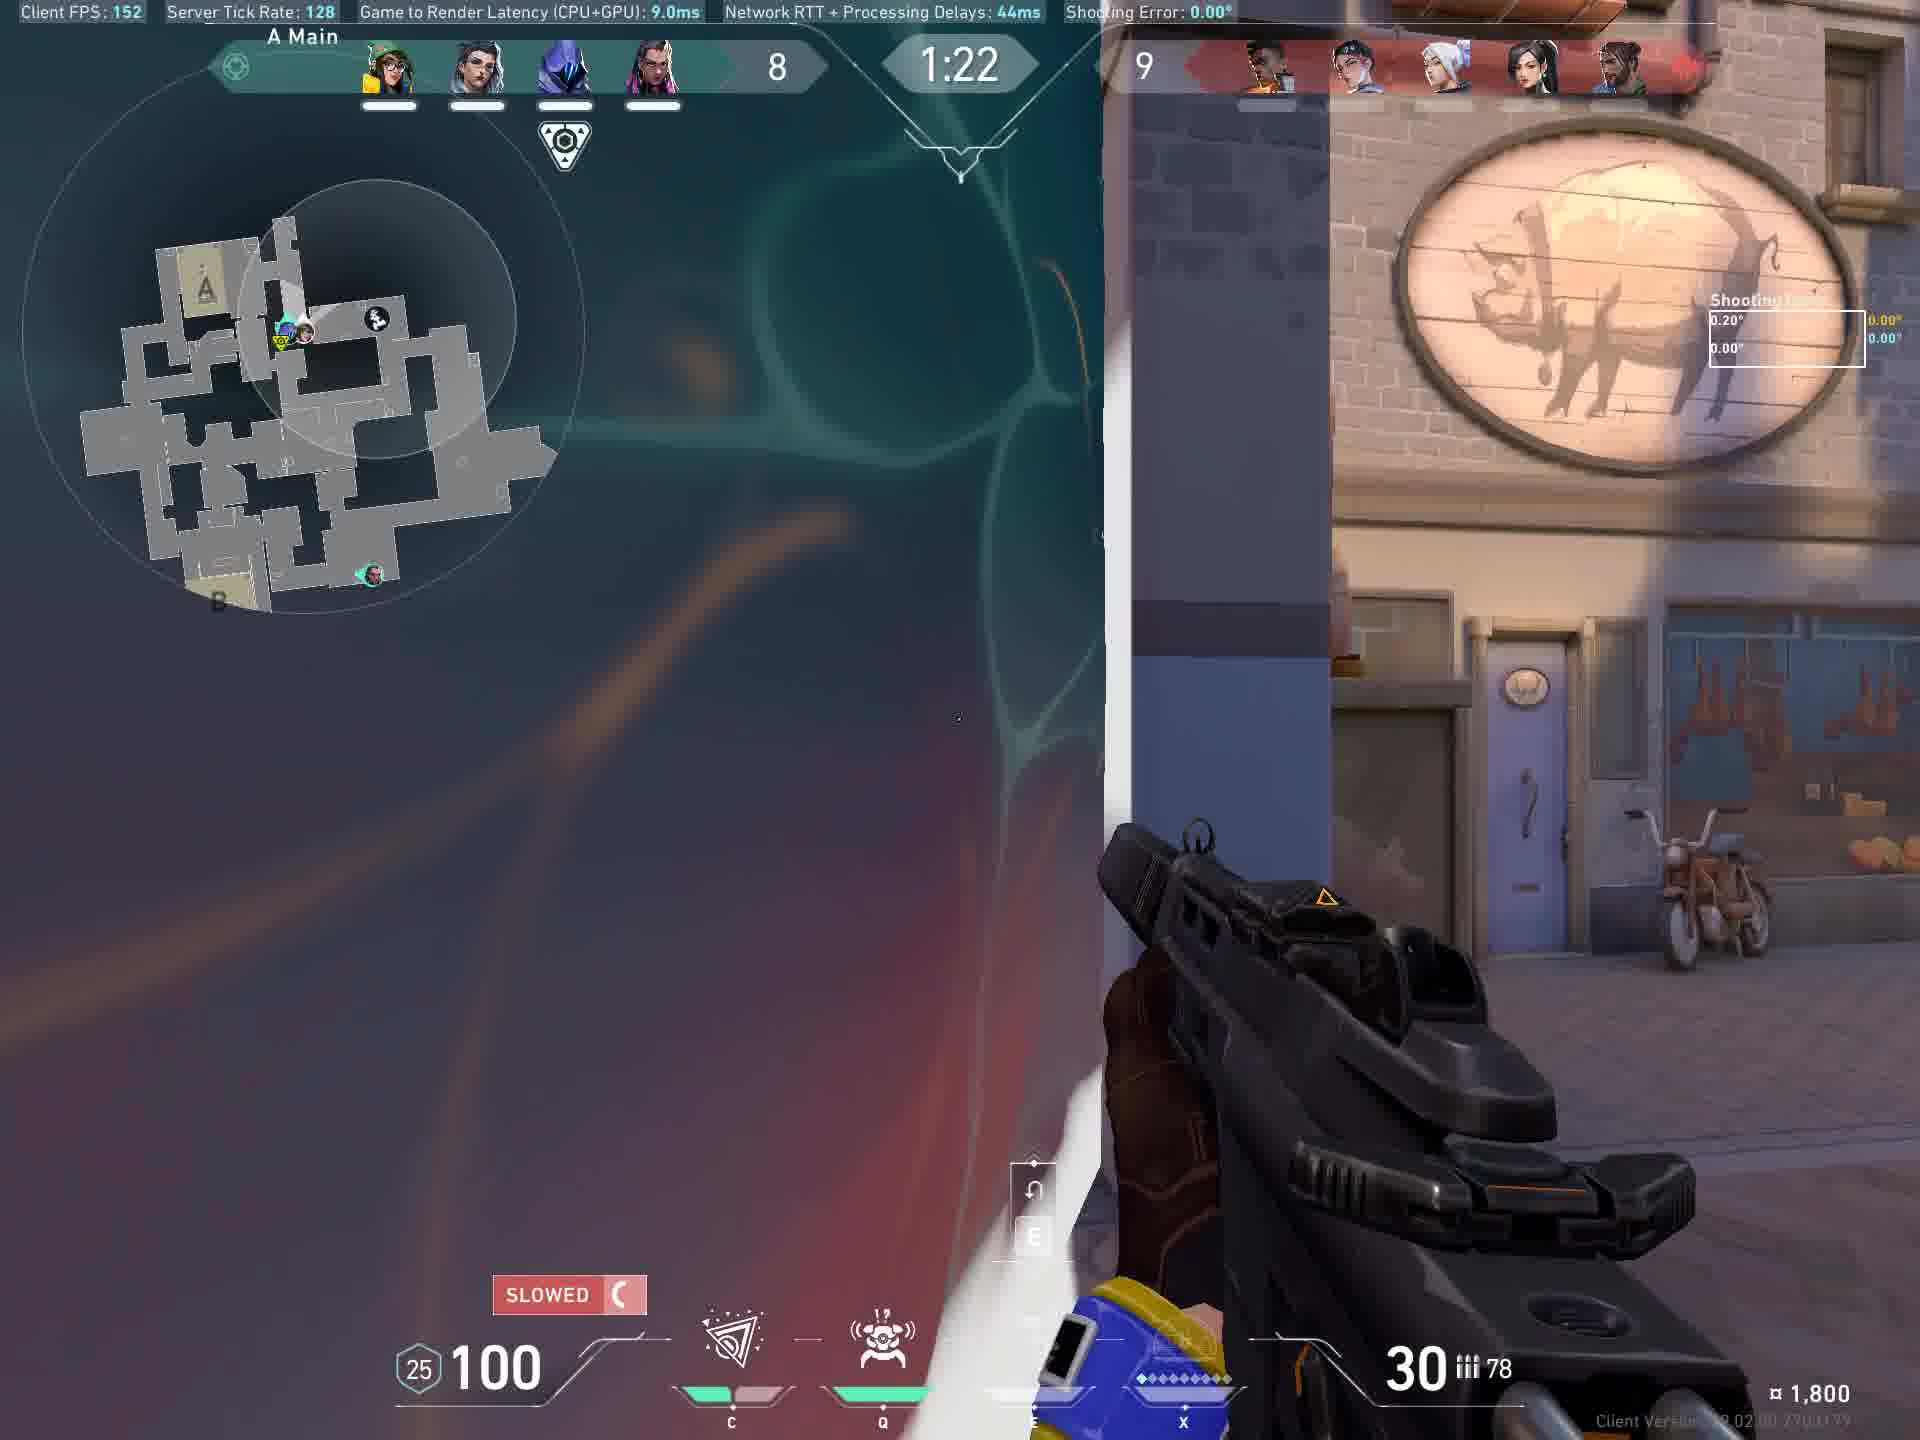 Client FPS: 152 Server Tick Rate: 128 Game to Render Latency (CPU+GPU): 9.0ms Network RTT + Processing Delays: 44ms Shooting Error: 0.00°
A Main
8 1:22 9
A
Shooting
0.20° 0.00°
0.00°
0.00°
B
E
SLOWED
25 100
30 78
¤ 1,800
C Q E X
Client Version